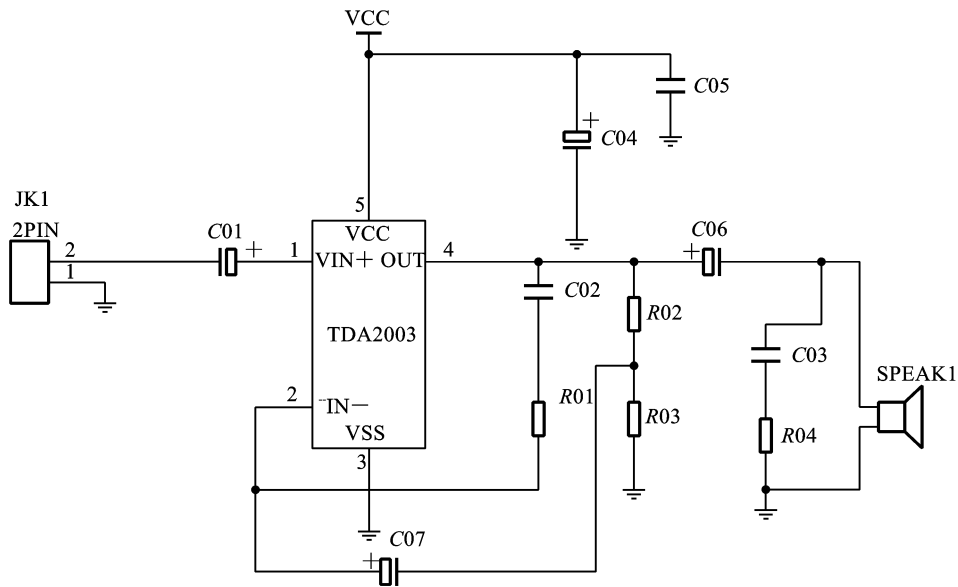 VCC
C05
+
C04
JK1
2PIN
2
1
C01
+
5
VCC
1
VIN+ OUT
4
TDA2003
2
-IN-
VSS
3
C02
R01
R02
R03
+
C06
C03
R04
SPEAK1
+
C07